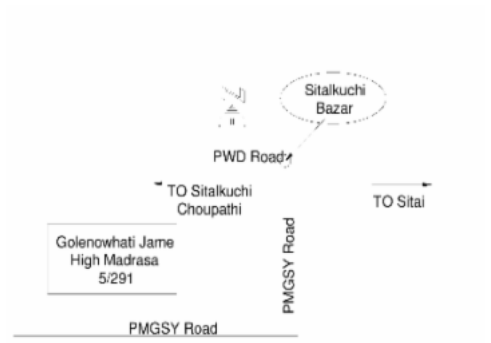 Sitalkuchi
Bazar
PWD Road
TO Sitalkuchi
Choupathi
TO Sitai
Golenowhati Jame
High Madrasa
5/291
PMGSY Road
PMGSY Road